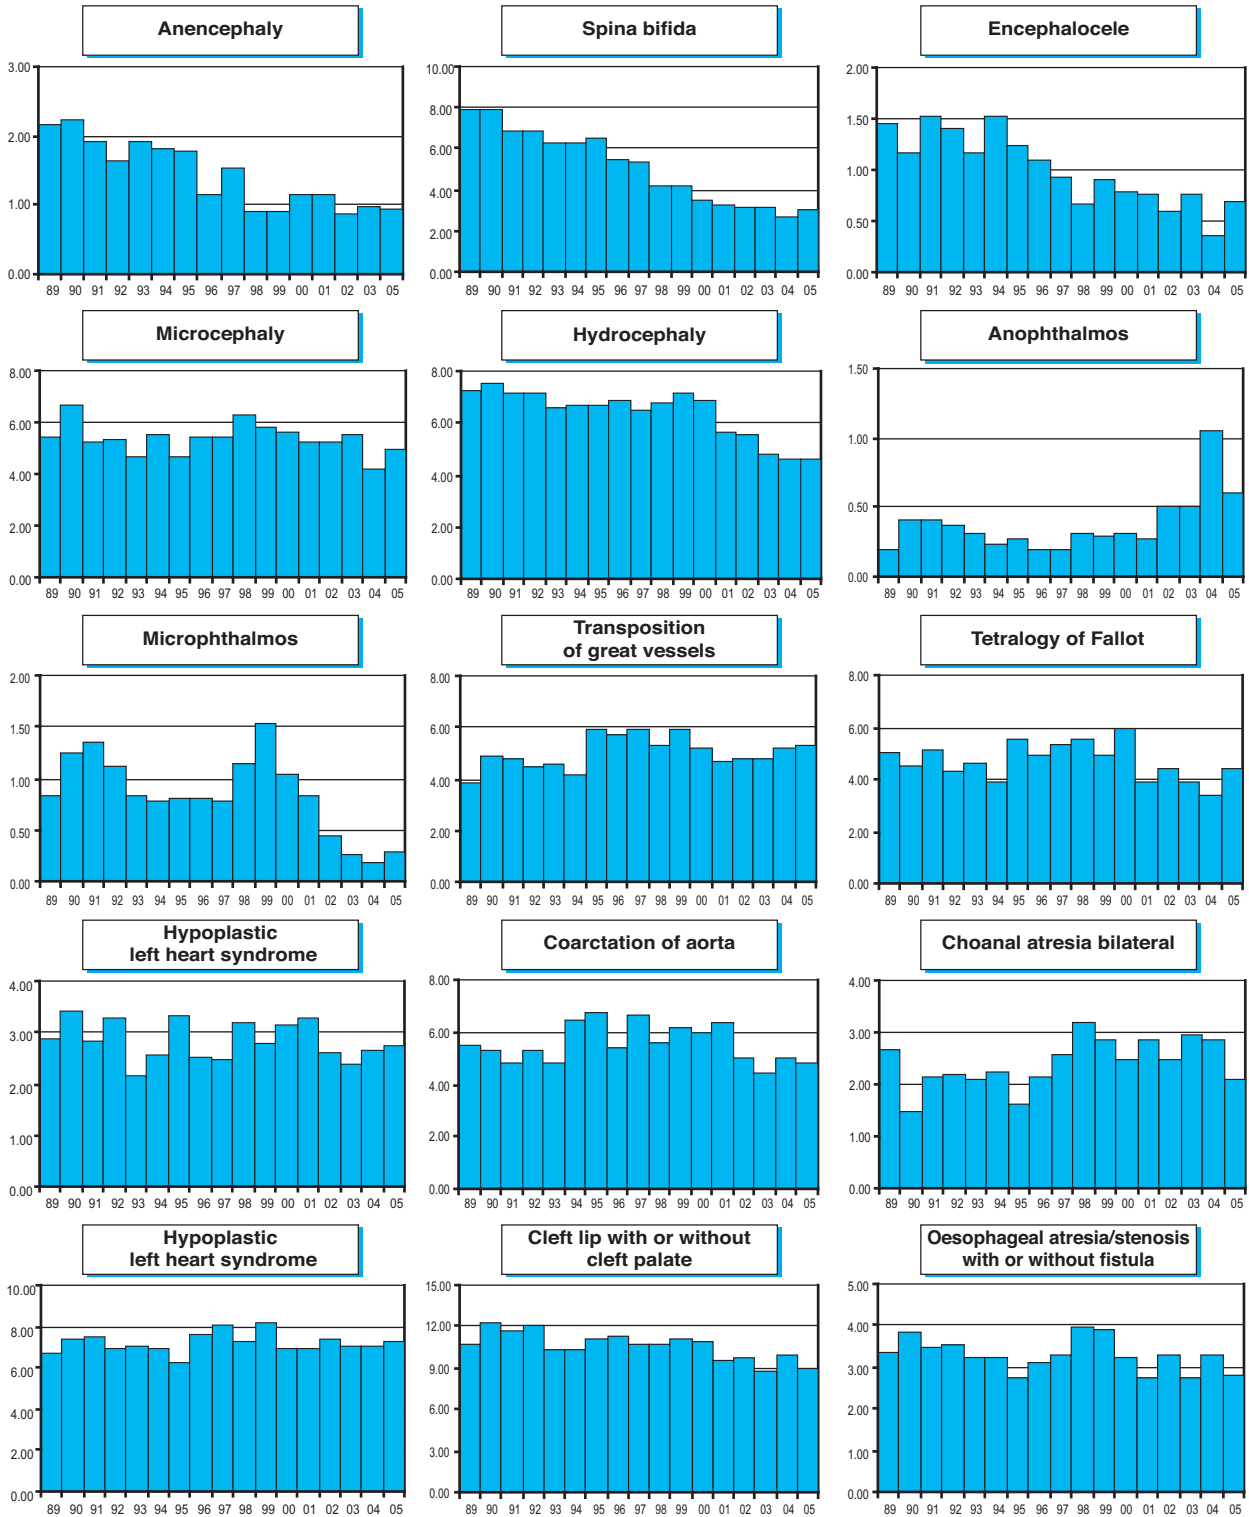 Anencephaly
3.00
2.00
1.00
0.00
89 90 91 92 93 94 95 96 97 98 99 00 01 02 03 05
Spina bifida
10.00
8.00
6.00
4.00
2.00
0.00
89 90 91 92 93 94 95 96 97 98 99 00 01 02 03 05
Encephalocele
2.00
1.50
1.00
0.50
0.00
89 90 91 92 93 94 95 96 97 98 99 00 01 02 03 04 05
Microcephaly
8.00
6.00
4.00
2.00
0.00
89 90 91 92 93 94 95 96 97 98 99 00 01 02 03 04 05
Hydrocephaly
8.00
6.00
4.00
2.00
0.00
89 90 91 92 93 94 95 96 97 98 99 00 01 02 03 04 05
Anophthalmos
1.50
1.00
0.50
0.00
89 90 91 92 93 94 95 96 97 98 99 00 01 02 03 04 05
Microphthalmos
2.00
1.50
1.00
0.50
0.00
89 90 91 92 93 94 95 96 97 98 99 00 01 02 03 04 05
Transposition
of great vessels
8.00
6.00
4.00
2.00
0.00
89 90 91 92 93 94 95 96 97 98 99 00 01 02 03 04 05
Tetralogy of Fallot
8.00
6.00
4.00
2.00
0.00
89 90 91 92 93 94 95 96 97 98 99 00 01 02 03 04 05
Hypoplastic
left heart syndrome
4.00
3.00
2.00
1.00
0.00
89 90 91 92 93 94 95 96 97 98 99 00 01 02 03 04 05
Coarctation of aorta
8.00
6.00
4.00
2.00
0.00
89 90 91 92 93 94 95 96 97 98 99 00 01 02 03 04 05
Choanal atresia bilateral
4.00
3.00
2.00
1.00
0.00
89 90 91 92 93 94 95 96 97 98 99 00 01 02 03 04 05
Hypoplastic
left heart syndrome
10.00
8.00
6.00
4.00
2.00
0.00
89 90 91 92 93 94 95 96 97 98 99 00 01 02 03 04 05
Cleft lip with or without
cleft palate
15.00
12.00
9.00
6.00
3.00
0.00
89 90 91 92 93 94 95 96 97 98 99 00 01 02 03 04 05
Oesophageal atresia/stenosis
with or without fistula
5.00
4.00
3.00
2.00
1.00
0.00
89 90 91 92 93 94 95 96 97 98 99 00 01 02 03 04 05